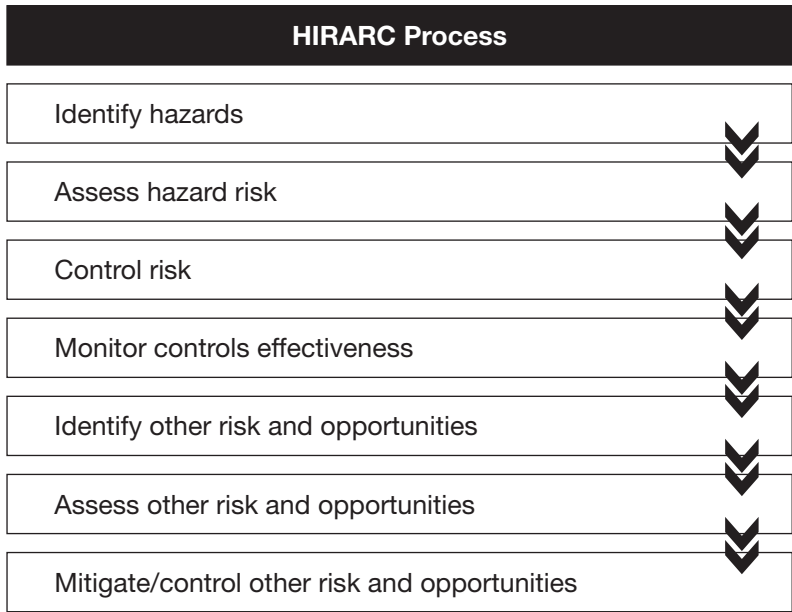 HIRARC Process
Identify hazards
Assess hazard risk
Control risk
Monitor controls effectiveness
Identify other risk and opportunities
Assess other risk and opportunities
Mitigate/control other risk and opportunities